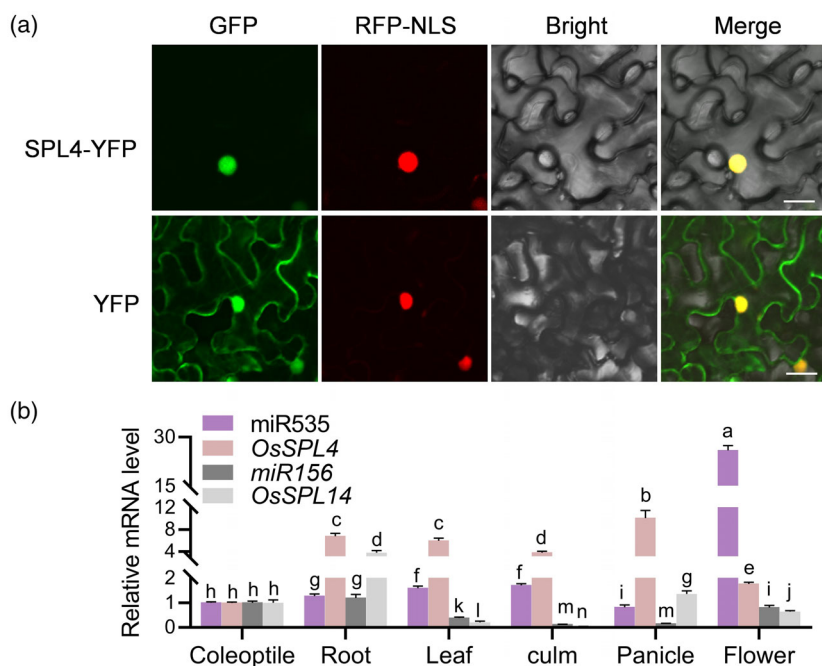 (a)
GFP RFP-NLS Bright Merge
SPL4-YFP
YFP
(b)
miR535
OsSPL4
miR156
OsSPL14
Relative mRNA level
30
15
12
8
4
2
1
0
h h h h
g c g d
f c k l
f d m n
i b m g
a e i j
Coleoptile Root Leaf culm Panicle Flower